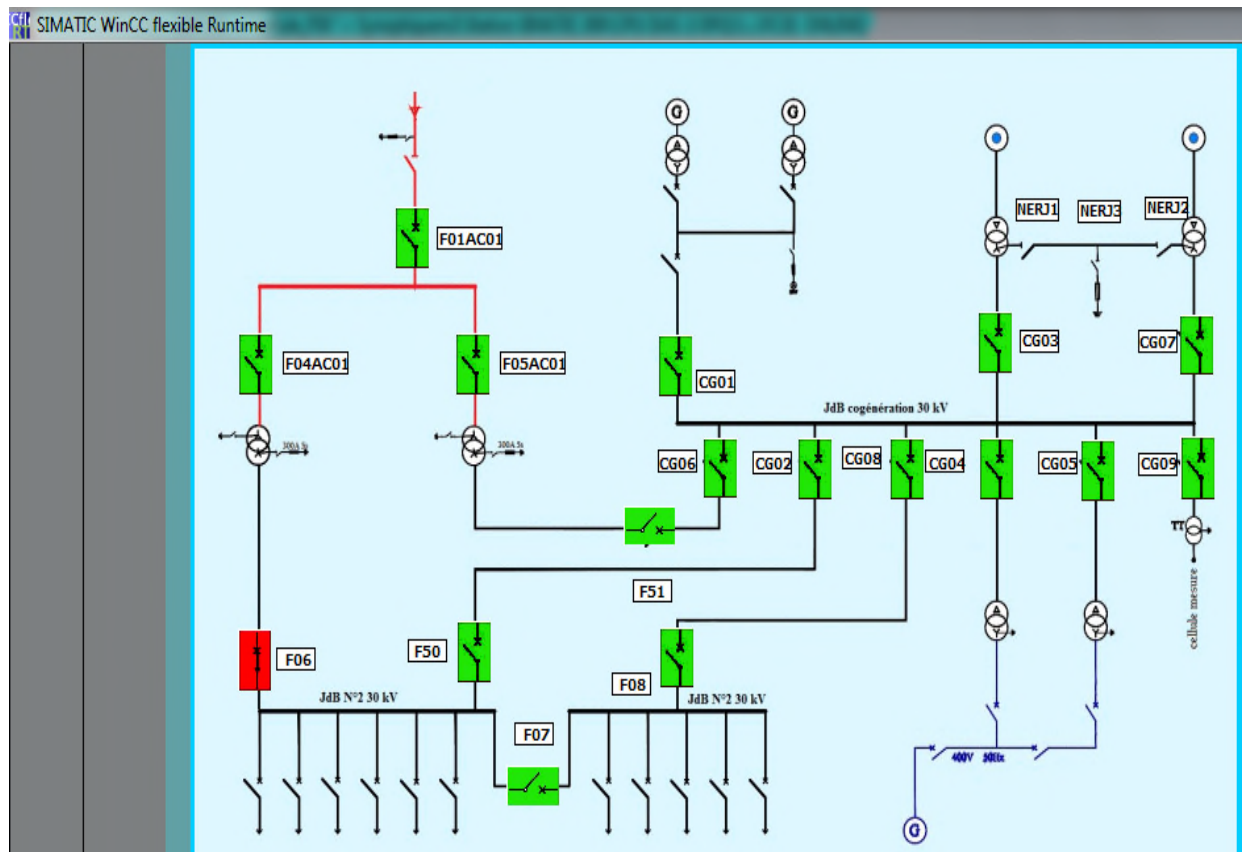 SIMATIC WinCC flexible Runtime
G
G
NERJ1
NERJ3
NERJ2
F01AC01
F04AC01
F05AC01
CG01
CG03
CG07
JdB cogénération 30 kV
300A 5s
300A 5s
CG06
CG02
CG08
CG04
CG05
CG09
TT
F51
cellule mesure
F06
F50
F08
JdB N°2 30 kV
JdB N°2 30 kV
F07
400V 50Hz
G